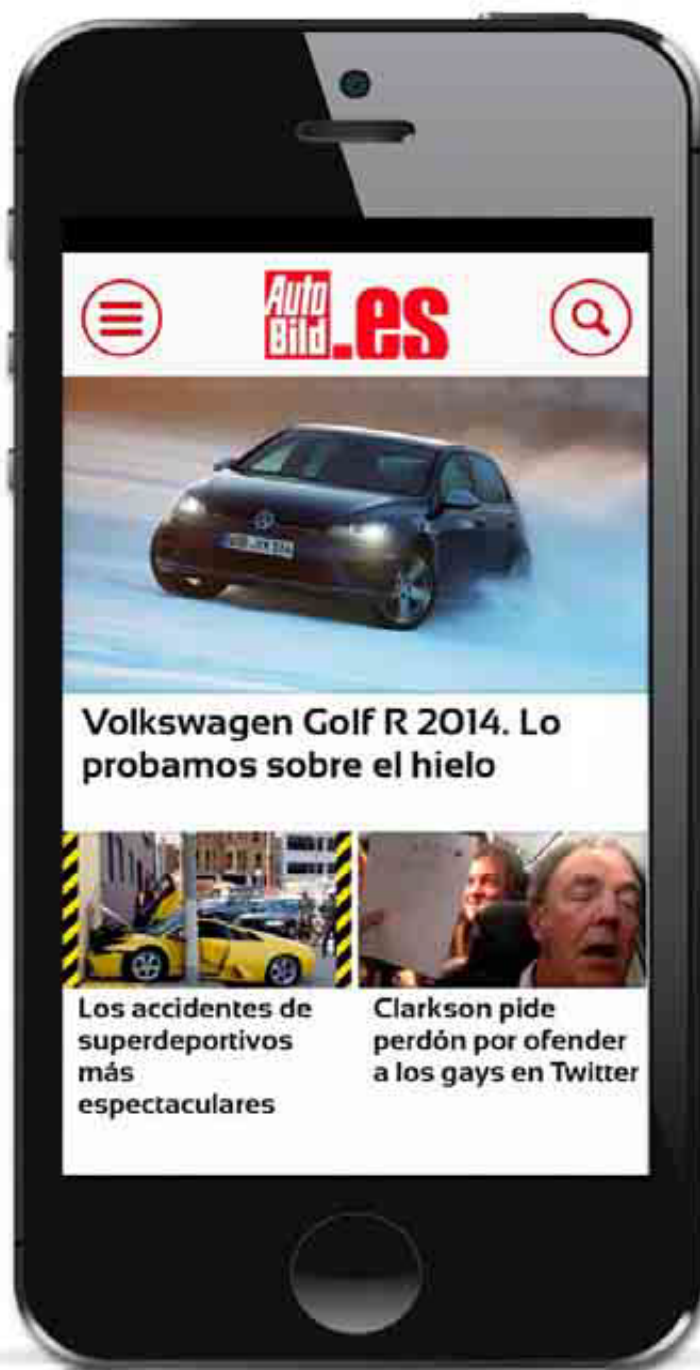 Auto
Bild
.es
Volkswagen Golf R 2014. Lo
probamos sobre el hielo
Los accidentes de
superdeportivos
más
espectaculares
Clarkson pide
perdón por ofender
a los gays en Twitter